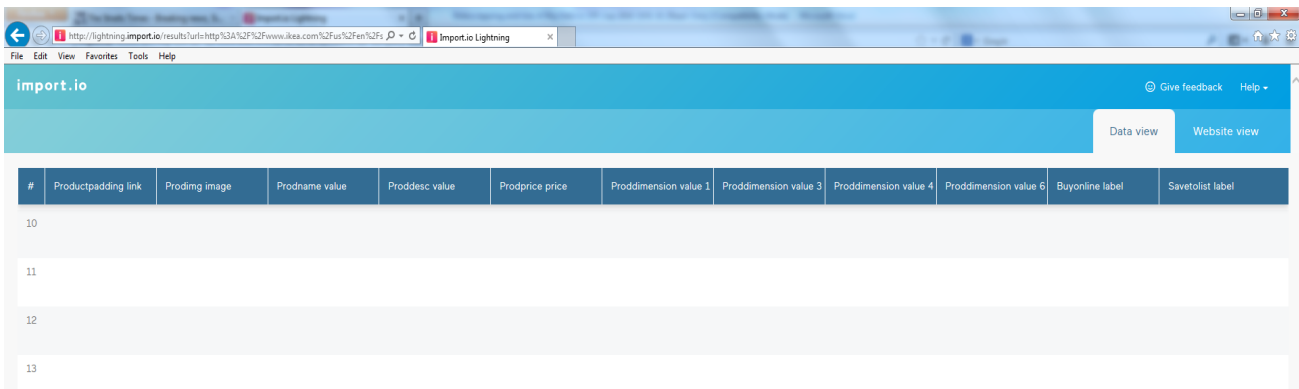 http://lightning.import.io/results?url=http%3A%2F%2Fwww.ikea.com%2Fus%2Fen%2Fs
Import.io Lightning
File Edit View Favorites Tools Help
import.io
Give feedback Help
Data view Website view
# Productpadding link Prodimg image Prodname value Proddesc value Prodprice price Proddimension value 1 Proddimension value 3 Proddimension value 4 Proddimension value 6 Buyonline label Savetolist label
10
11
12
13